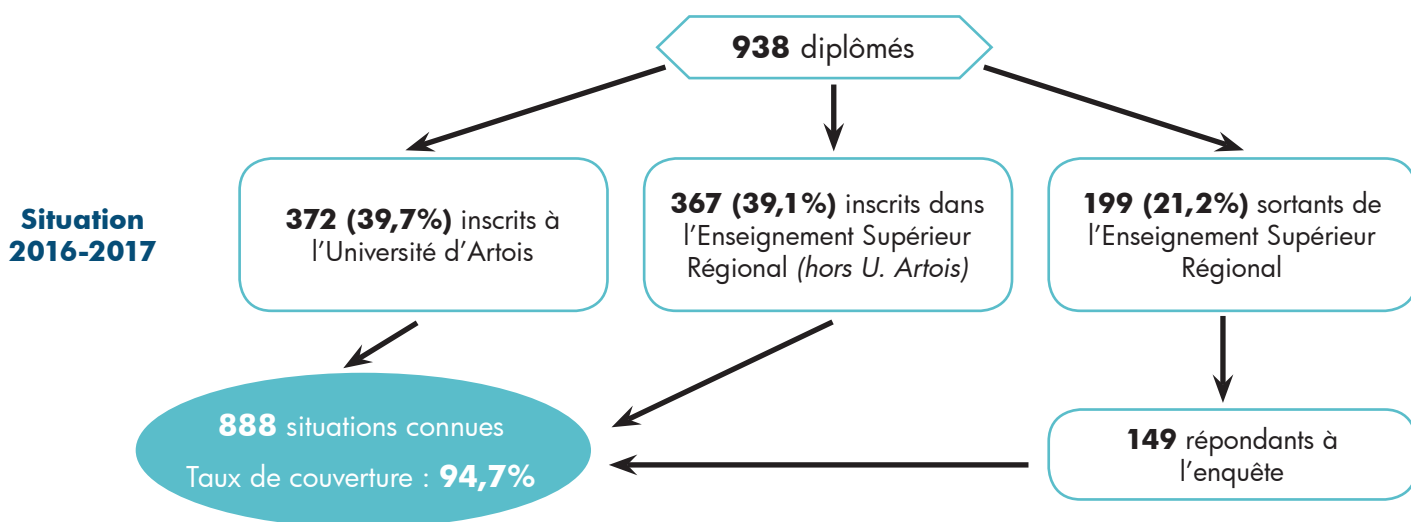 938 diplômés
Situation
2016-2017
372 (39,7%) inscrits à
l'Université d'Artois
367 (39,1%) inscrits dans
l'Enseignement Supérieur
Régional (hors U. Artois)
199 (21,2%) sortants de
l'Enseignement Supérieur
Régional
888 situations connues
Taux de couverture : 94,7%
149 répondants à
l'enquête